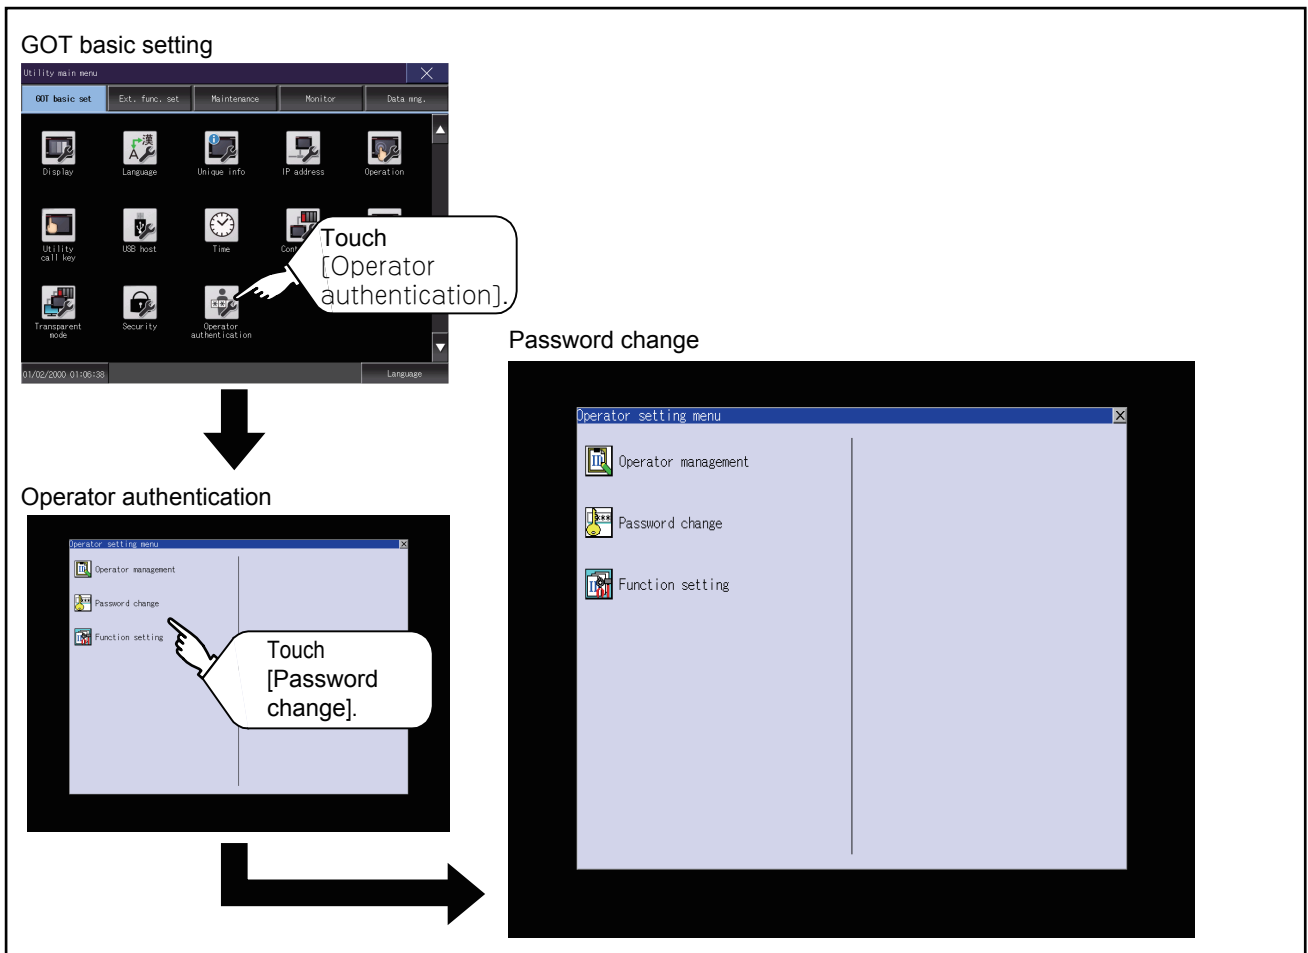 GOT basic setting
Utility main menu
GOT basic set
Ext. func. set
Maintenance
Monitor
Data mng.
Display
Language
Unique info
IP address
Operation
Utility
call key
USB host
Time
Touch
[Operator
authentication].
Transparent
mode
Security
Operator
authentication
01/02/2000 01:06:38
Language
Operator authentication
Operator setting menu
Operator management
Password change
Function setting
Touch
[Password
change].
Password change
Operator setting menu
Operator management
Password change
Function setting